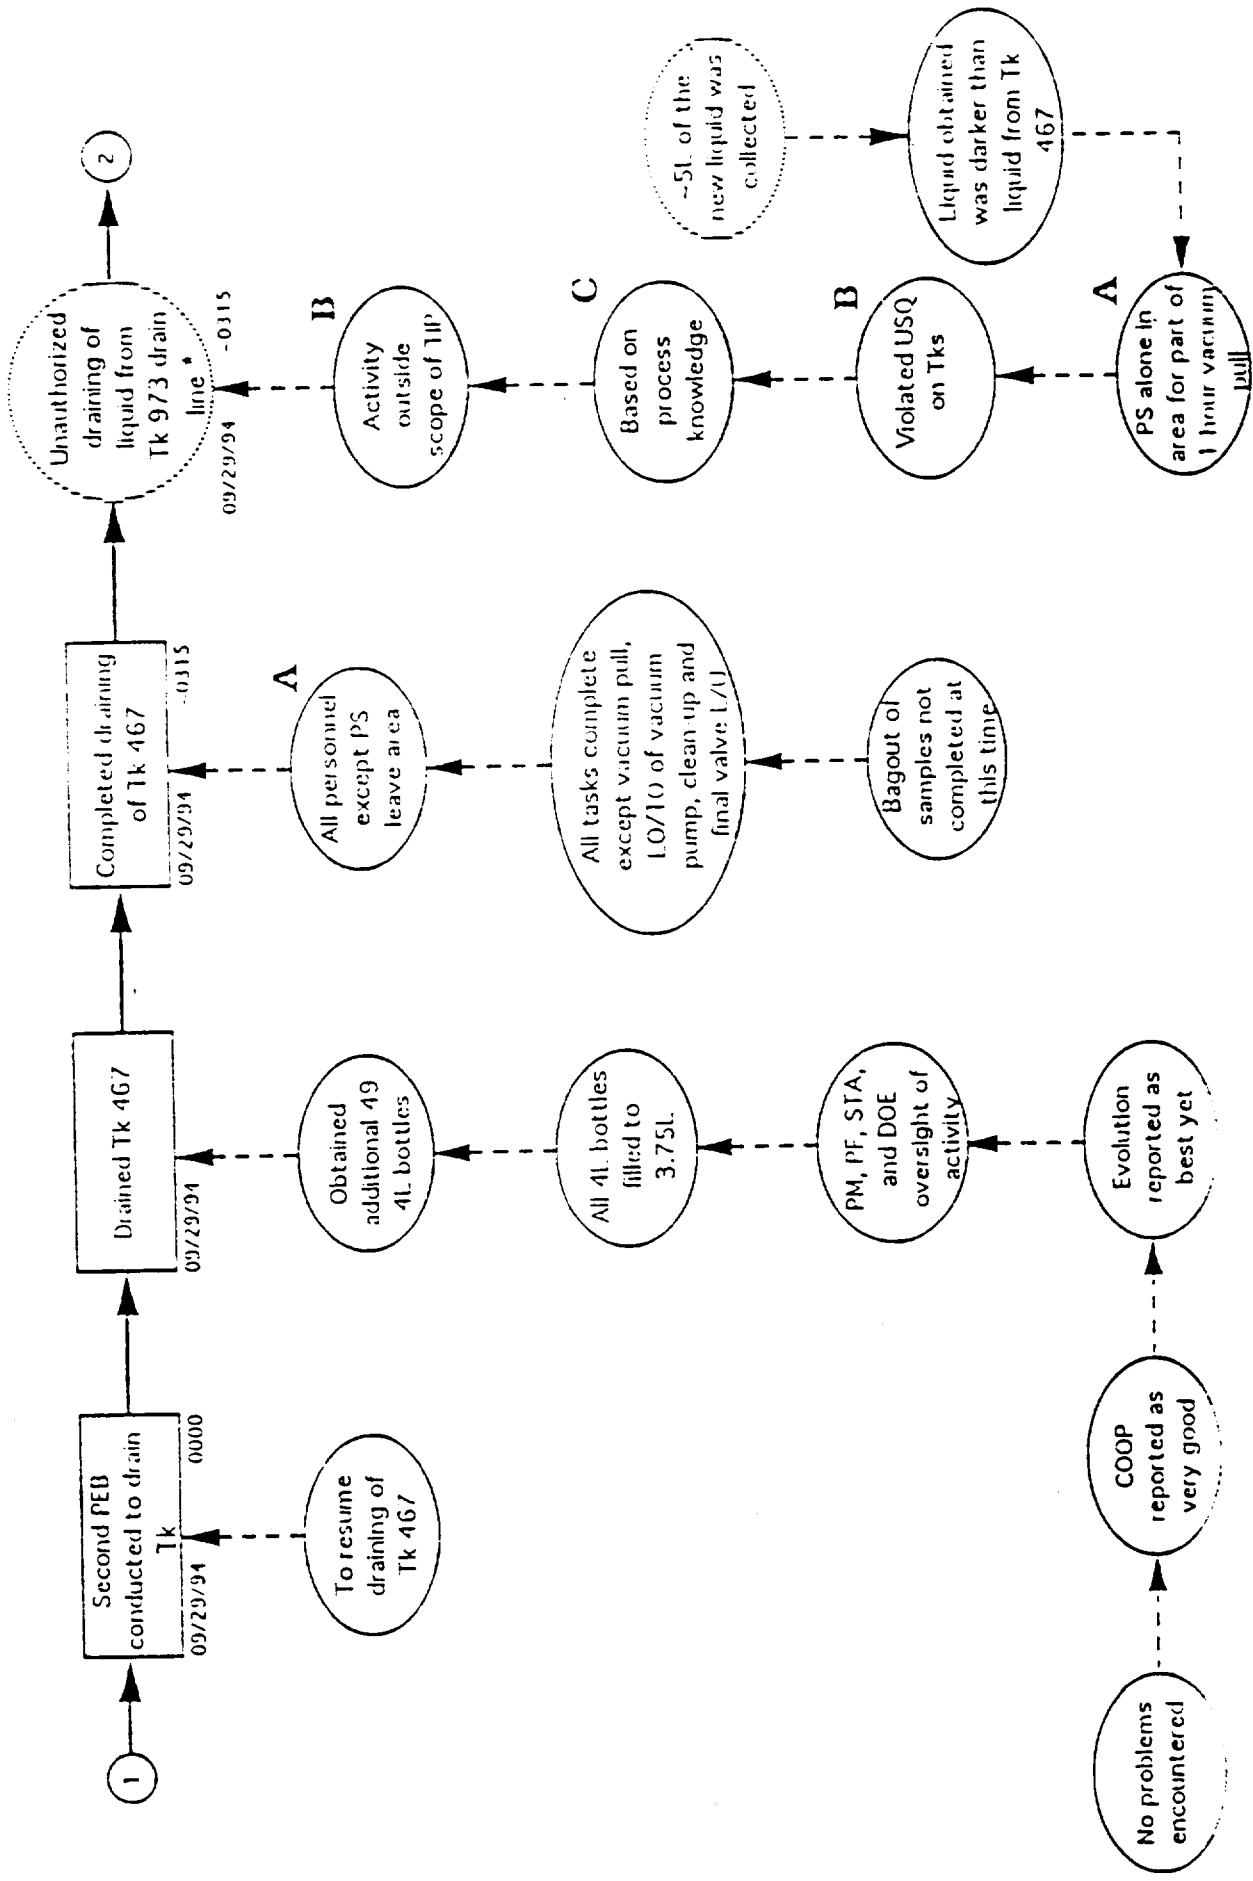 1
Second PEB
conducted to drain
Tk
09/29/94 0000
To resume
draining of
Tk 467
Drained Tk 467
09/29/94
Obtained
additional 49
4L bottles
All 4L bottles
filled to
3.75L
PM, PF, STA,
and DOE
oversight of
activity
Evolution
reported as
best yet
COOP
reported as
very good
No problems
encountered
Completed draining
of Tk 467
09/29/94 ~0315
A
All personnel
except PS
leave area
All tasks complete
except vacuum pull,
LO/TO of vacuum
pump, clean-up and
final valve L/U
Bagout of
samples not
completed at
this time
Unauthorized
draining of
liquid from
Tk 973 drain
line *
09/29/94 ~0315
2
B
Activity
outside
scope of TIP
C
Based on
process
knowledge
B
Violated USQ
on Tks
A
PS alone in
area for part of
1 hour vacuum
pull
Liquid obtained
was darker than
liquid from Tk
467
~5L of the
new liquid was
collected